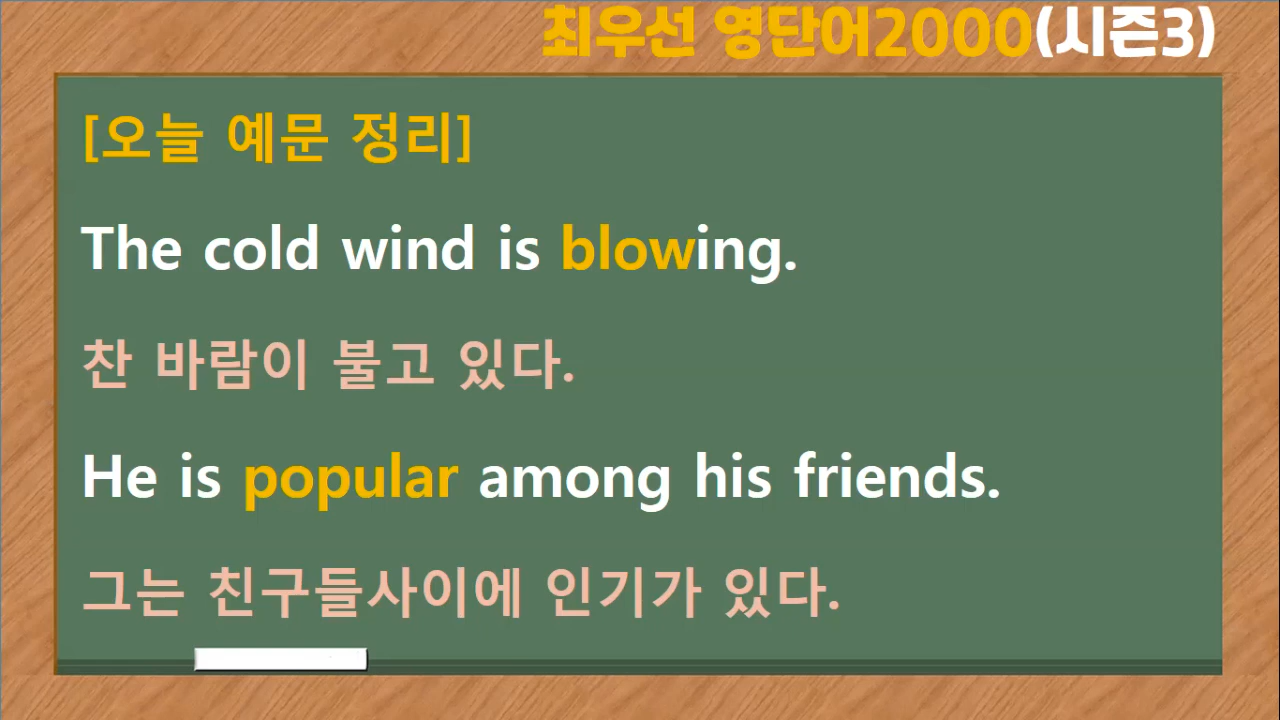 최우선 영단어2000(시즌3)
[오늘 예문 정리]
The cold wind is blowing.
찬 바람이 불고 있다.
He is popular among his friends.
그는 친구들사이에 인기가 있다.